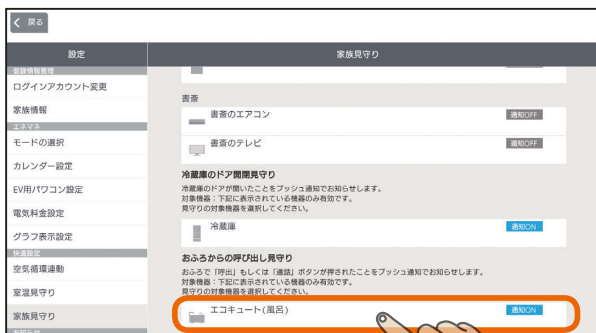 戻る
設定
家族見守り
登録情報管理
ログインアカウント変更
家族情報
エネマネ
モードの選択
カレンダー設定
EV用パワコン設定
電気料金設定
グラフ表示設定
快適設定
空気循環連動
室温見守り
家族見守り
お知らせ
書斎
書斎のエアコン
通知OFF
書斎のテレビ
通知OFF
冷蔵庫のドア開閉見守り
冷蔵庫のドアが開いたことをプッシュ通知でお知らせします。
対象機器：下記に表示されている機器のみ有効です。
見守りの対象機器を選択してください。
冷蔵庫
通知ON
おふろからの呼び出し見守り
おふろで「呼出」もしくは「通話」ボタンが押されたことをプッシュ通知でお知らせします。
対象機器：下記に表示されている機器のみ有効です。
見守りの対象機器を選択してください。
エコキュート(風呂)
通知ON